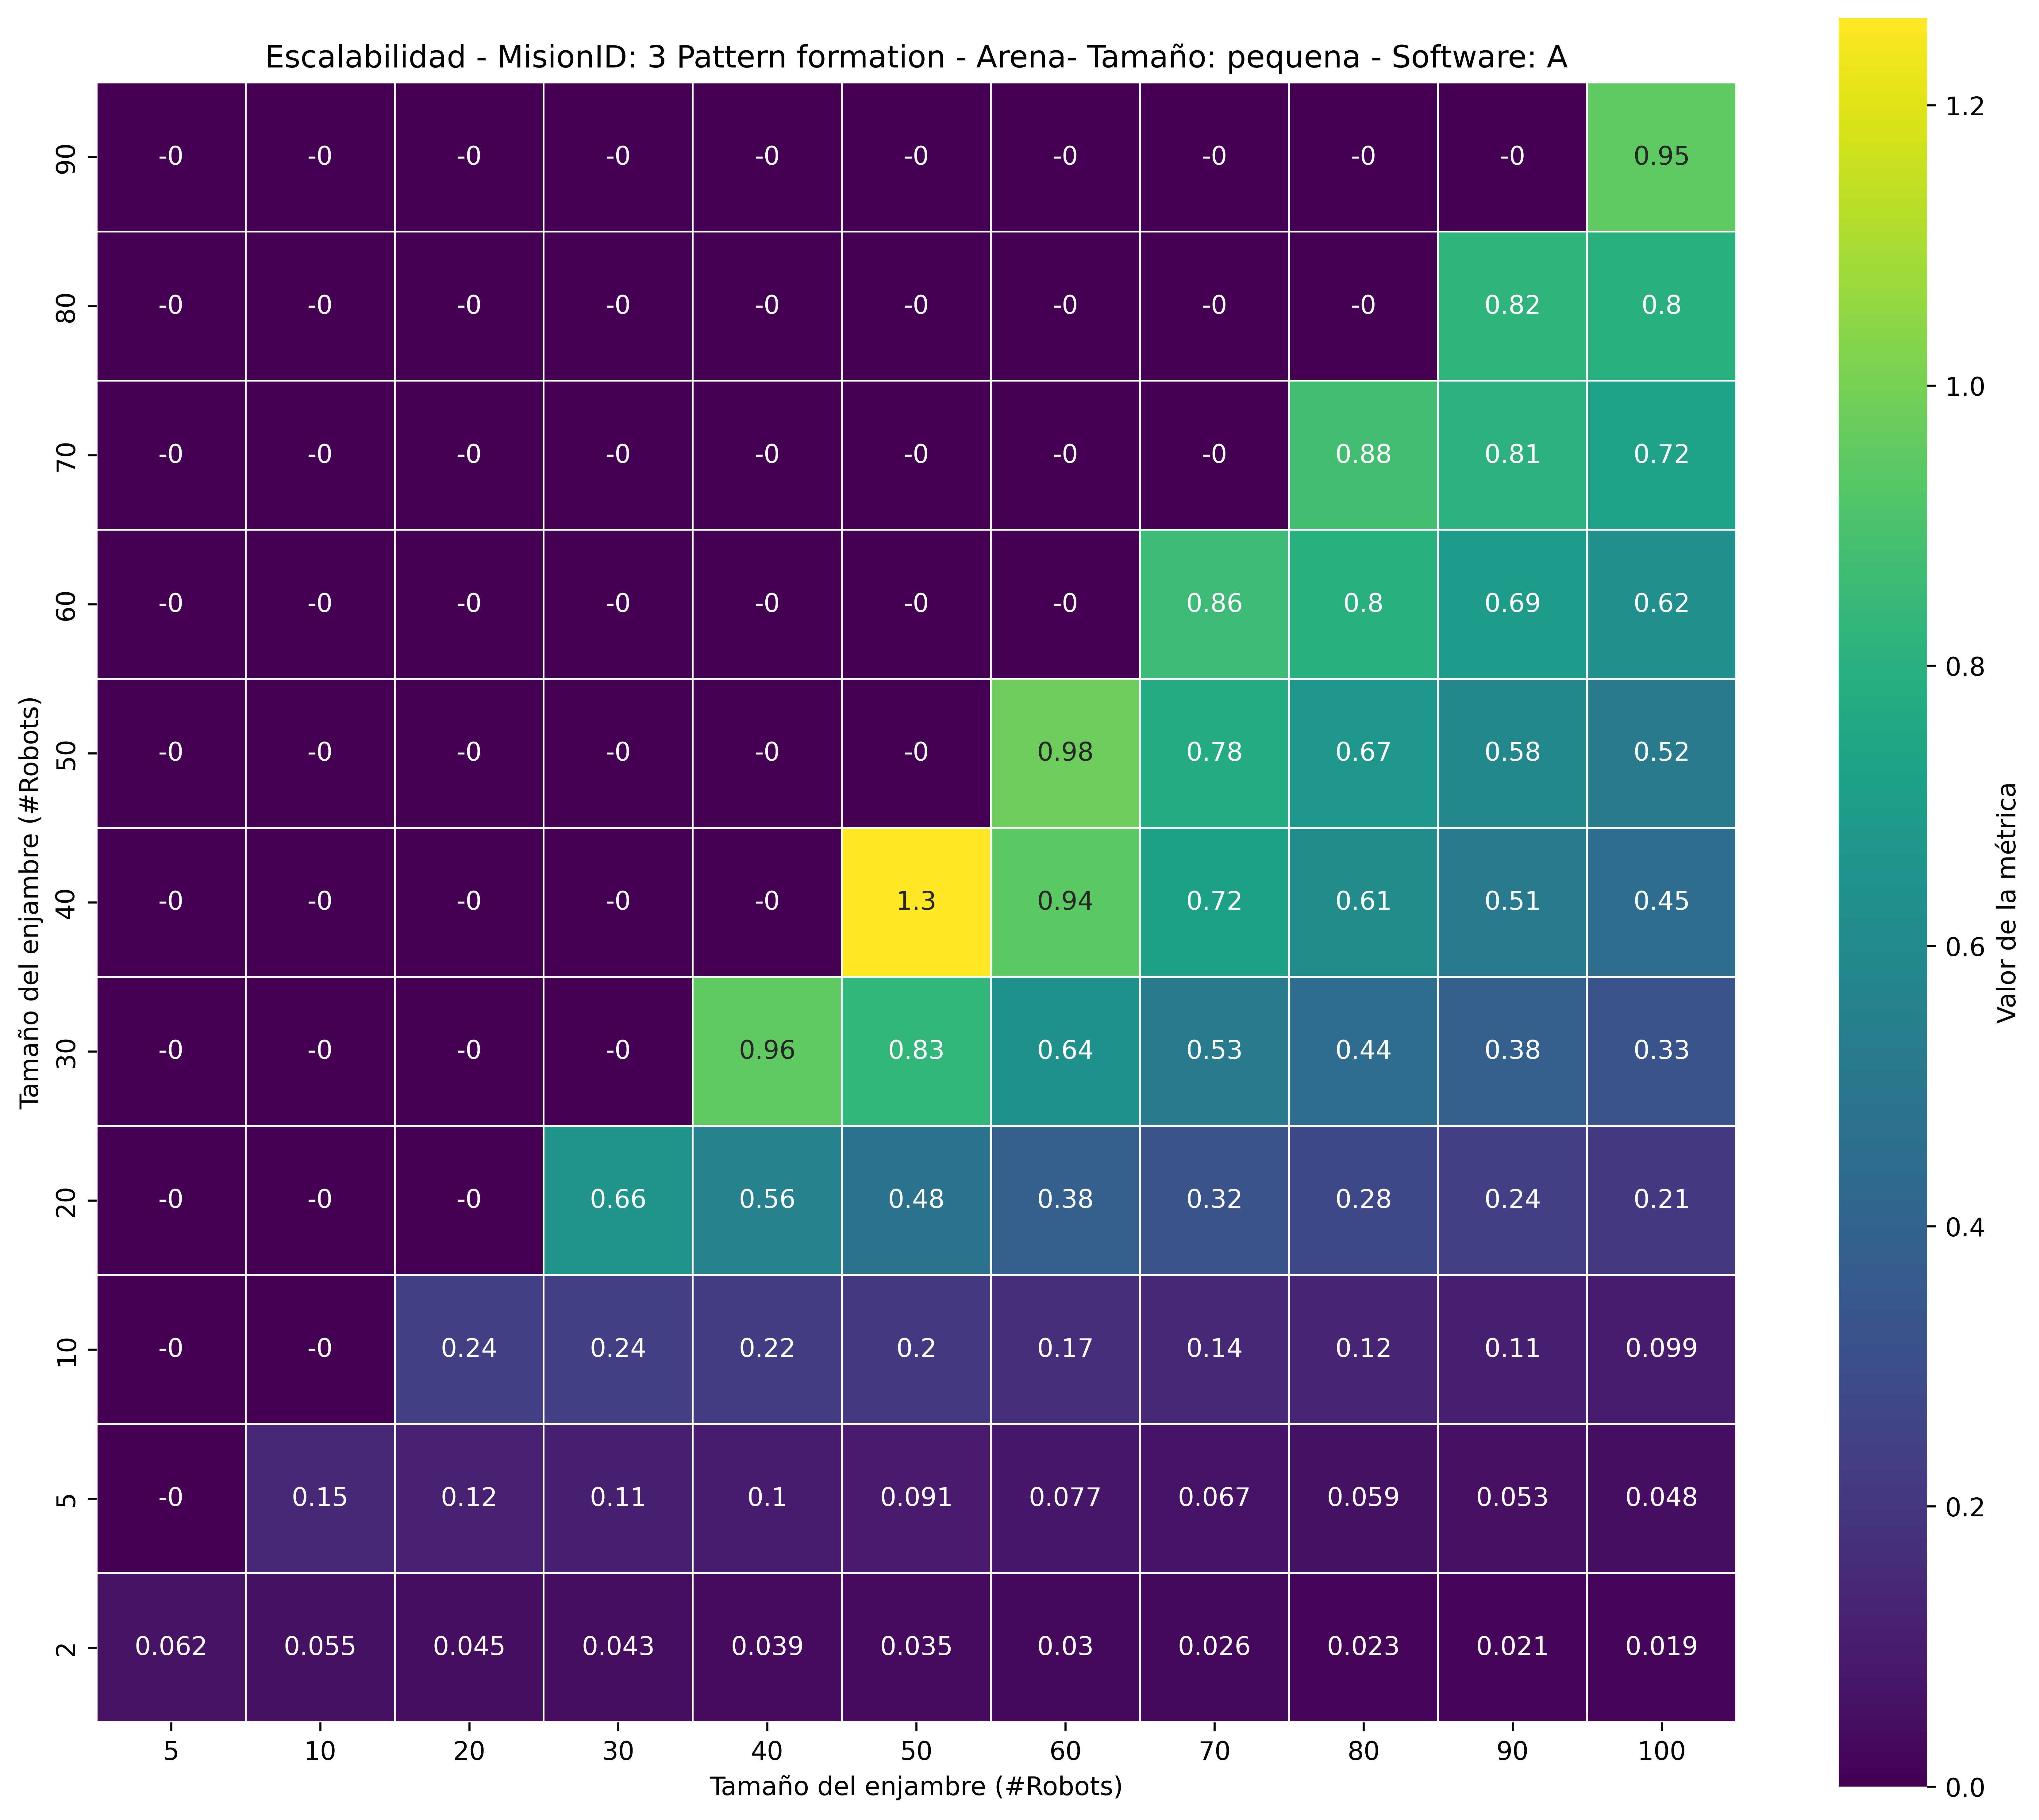 Escalabilidad - MisionID: 3 Pattern formation - Arena- Tamaño: pequena - Software: A
90 -0 -0 -0 -0 -0 -0 -0 -0 -0 -0 0.95
80 -0 -0 -0 -0 -0 -0 -0 -0 -0 0.82 0.8
70 -0 -0 -0 -0 -0 -0 -0 -0 0.88 0.81 0.72
60 -0 -0 -0 -0 -0 -0 -0 0.86 0.8 0.69 0.62
50 -0 -0 -0 -0 -0 -0 0.98 0.78 0.67 0.58 0.52
40 -0 -0 -0 -0 -0 1.3 0.94 0.72 0.61 0.51 0.45
30 -0 -0 -0 -0 0.96 0.83 0.64 0.53 0.44 0.38 0.33
20 -0 -0 -0 0.66 0.56 0.48 0.38 0.32 0.28 0.24 0.21
10 -0 -0 0.24 0.24 0.22 0.2 0.17 0.14 0.12 0.11 0.099
5 -0 0.15 0.12 0.11 0.1 0.091 0.077 0.067 0.059 0.053 0.048
2 0.062 0.055 0.045 0.043 0.039 0.035 0.03 0.026 0.023 0.021 0.019
5 10 20 30 40 50 60 70 80 90 100
Tamaño del enjambre (#Robots)
Tamaño del enjambre (#Robots)
1.2
1.0
0.8
0.6
0.4
0.2
0.0
Valor de la métrica